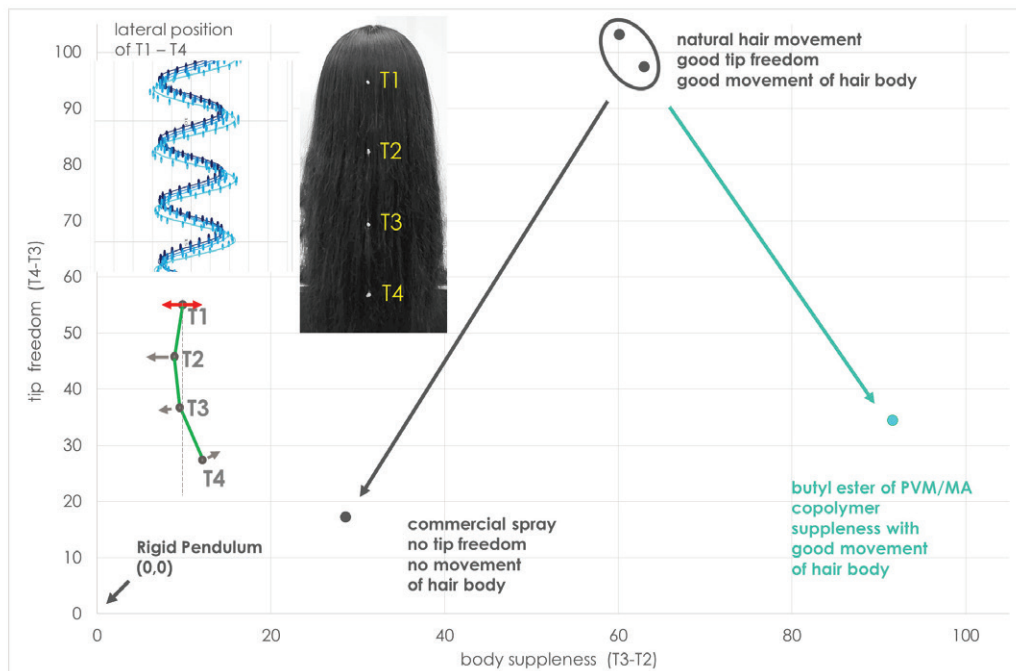 lateral position
of T1 – T4
T1
T2
T3
T4
natural hair movement
good tip freedom
good movement of hair body
T1
T2
T3
T4
Rigid Pendulum
(0,0)
commercial spray
no tip freedom
no movement
of hair body
butyl ester of PVM/MA
copolymer
suppleness with
good movement
of hair body
tip freedom (T4-T3)
100
90
80
70
60
50
40
30
20
10
0
0
20
40
60
80
100
body suppleness (T3-T2)